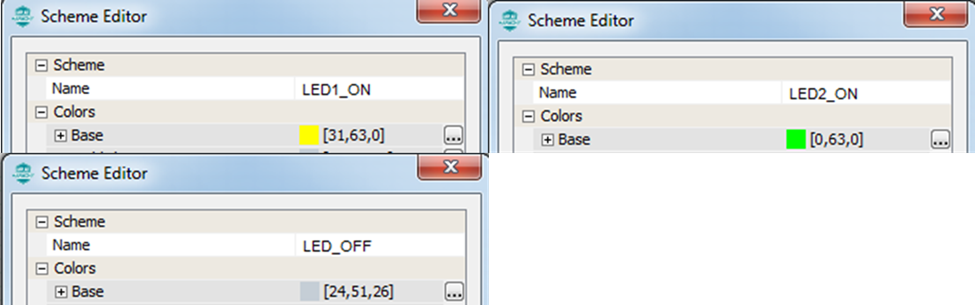 Scheme Editor
Scheme
Name LED1_ON
Colors
Base [31,63,0] ...
Scheme Editor
Scheme
Name LED2_ON
Colors
Base [0,63,0] ...
Scheme Editor
Scheme
Name LED_OFF
Colors
Base [24,51,26] ...